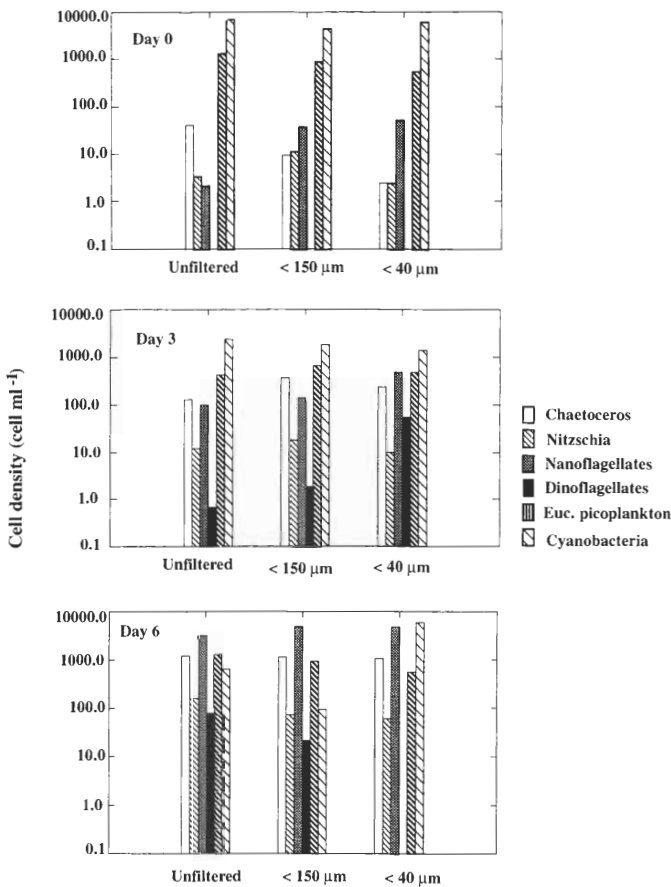 Day 0
10000.0
1000.0
100.0
10.0
1.0
0.1
Unfiltered < 150 μm < 40 μm
Day 3
10000.0
1000.0
100.0
10.0
1.0
0.1
Unfiltered < 150 μm < 40 μm
Cell density (cell ml⁻¹)
Chaetoceros
Nitzschia
Nanoflagellates
Dinoflagellates
Euc. picoplankton
Cyanobacteria
Day 6
10000.0
1000.0
100.0
10.0
1.0
0.1
Unfiltered < 150 μm < 40 μm